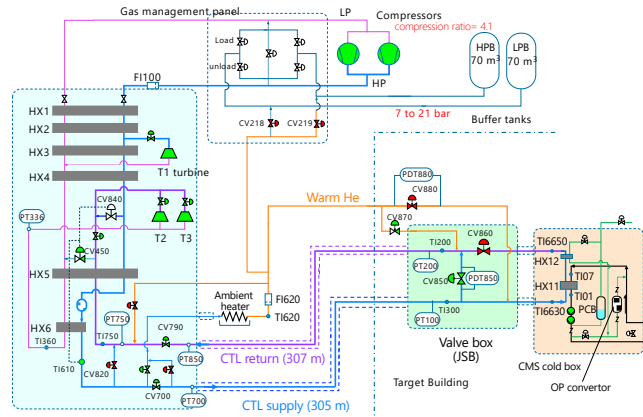 Gas management panel
LP
Compressors
compression ratio= 4.1
Load
unload
HPB
70 m³
LPB
70 m³
FI100
HP
7 to 21 bar
Buffer tanks
CV218
CV219
HX1
HX2
HX3
HX4
T1 turbine
PDT880
CV880
Warm He
CV870
CV840
PT336
T2
T3
CV450
CV860
TI200
PT200
CV850
PDT850
TI6650
HX12
TI07
HX11
TI01
TI6630
PCB
HX5
Ambient
heater
FI620
TI620
TI300
PT100
HX6
TI360
PT750
TI750
CV790
PT850
CTL return (307 m)
Valve box
(JSB)
CMS cold box
OP convertor
TI610
CV820
CV700
PT700
CTL supply (305 m)
Target Building